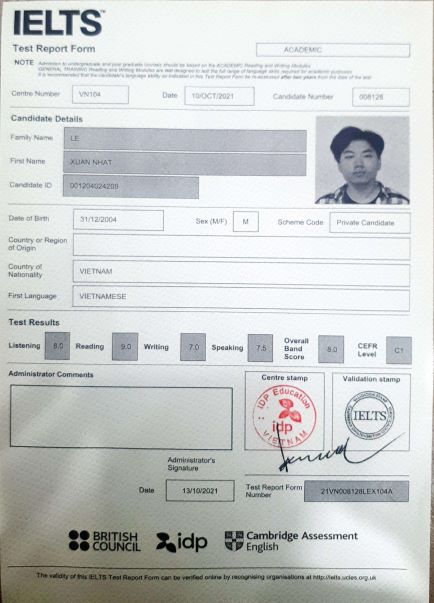 IELTS™
Test Report Form
ACADEMIC
NOTE Admission to undergraduate and post graduate courses should be based on the ACADEMIC Reading and Writing Modules.
GENERAL TRAINING Reading and Writing Modules are not designed to test the full range of language skills required for academic purposes.
It is recommended that the candidate's language ability as indicated in this Test Report Form be re-assessed after two years from the date of the test.
Centre Number VN104 Date 10/OCT/2021 Candidate Number 008128
Candidate Details
Family Name LE
First Name XUAN NHAT
Candidate ID 001204024205
Date of Birth 31/12/2004 Sex (M/F) M Scheme Code Private Candidate
Country or Region
of Origin
Country of
Nationality VIETNAM
First Language VIETNAMESE
Test Results
Listening 8.0 Reading 9.0 Writing 7.0 Speaking 7.5 Overall Band Score 8.0 CEFR Level C1
Administrator Comments
Centre stamp
IDP Education
idp
VIETNAM
Validation stamp
IELTS
Administrator's
Signature
Date 13/10/2021
Test Report Form
Number 21VN008128LEX104A
BRITISH
COUNCIL
idp
Cambridge Assessment
English
The validity of this IELTS Test Report Form can be verified online by recognising organisations at http://ielts.ucles.org.uk